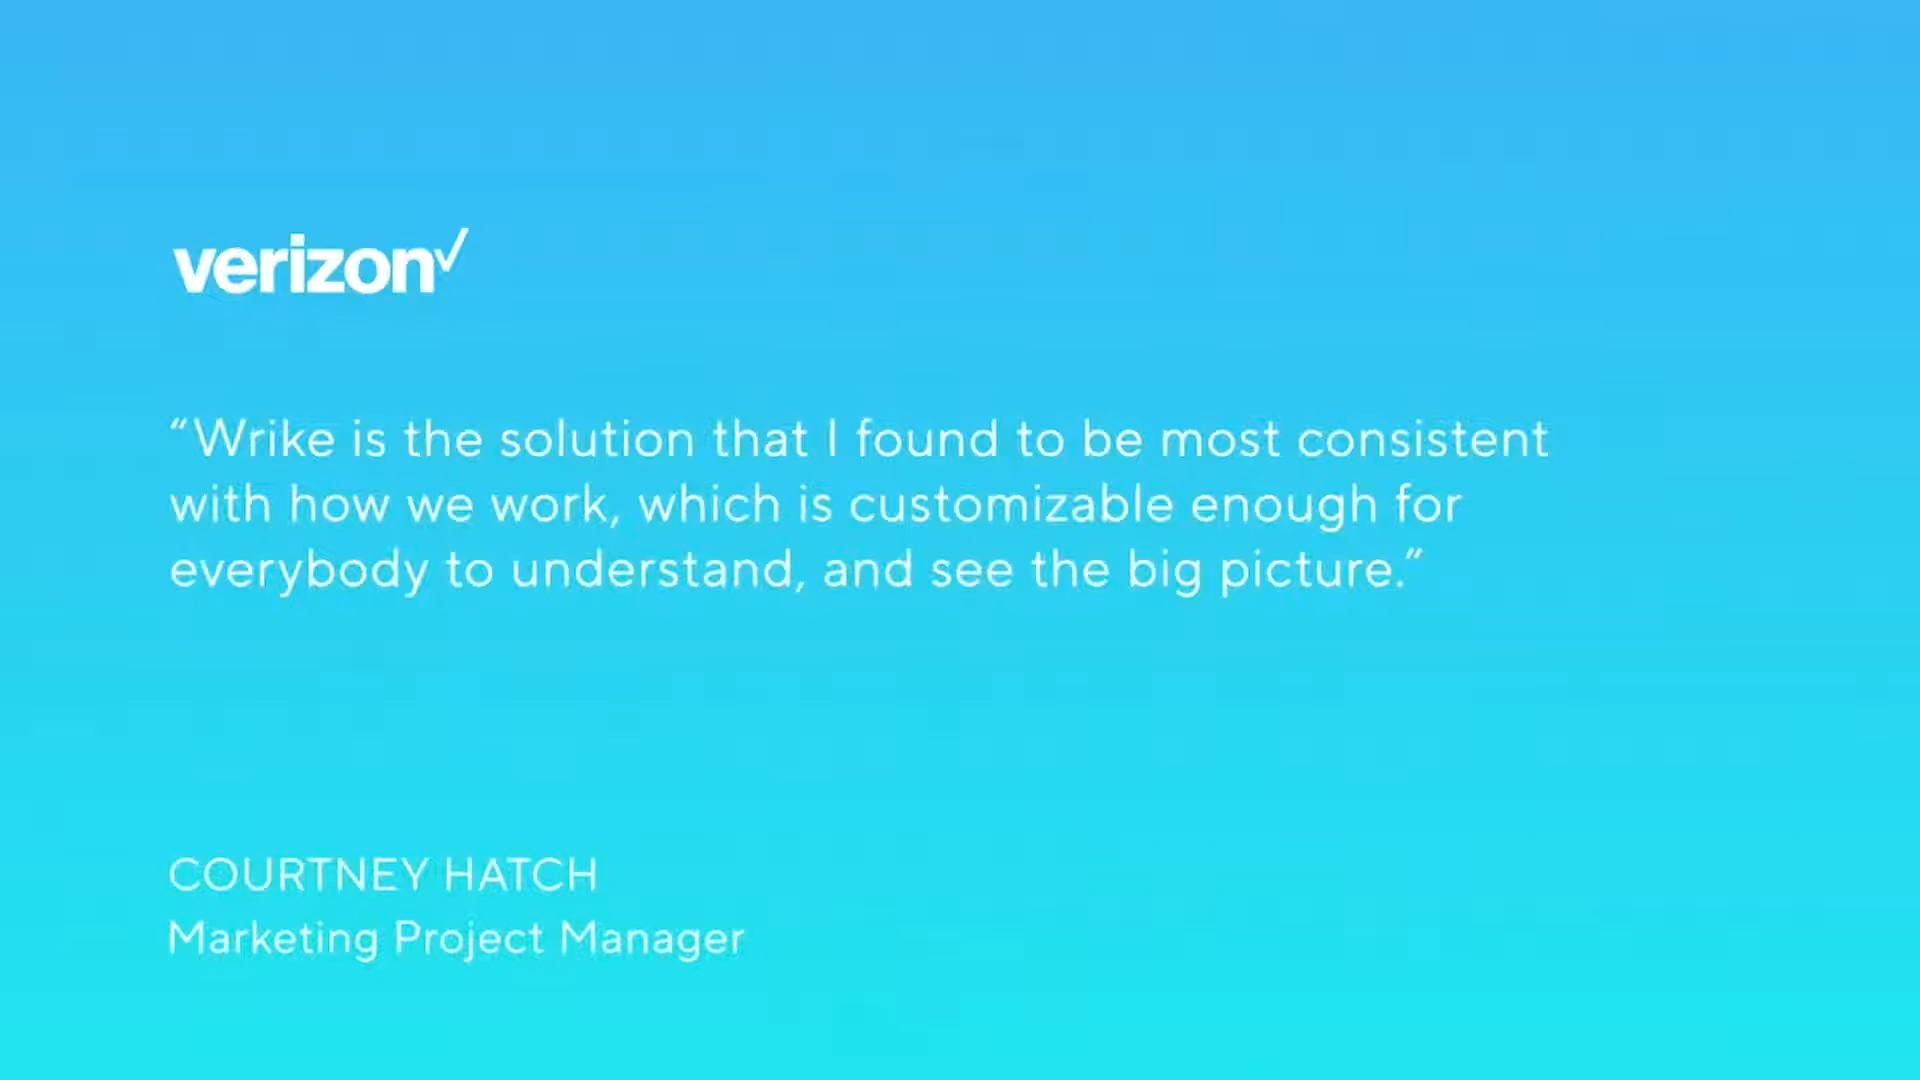 verizon✓
“Wrike is the solution that I found to be most consistent
with how we work, which is customizable enough for
everybody to understand, and see the big picture.”
COURTNEY HATCH
Marketing Project Manager